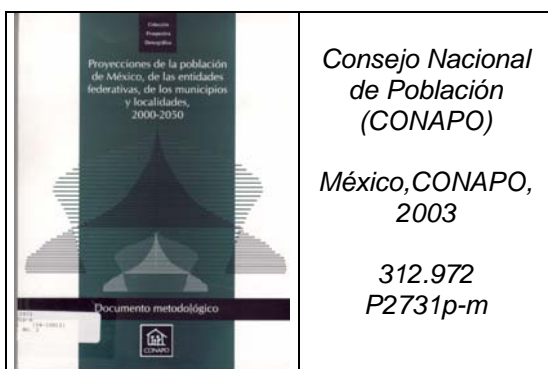 Colección
Prospectiva
Demográfica
Proyecciones de la población
de México, de las entidades
federativas, de los municipios
y localidades,
2000-2050
Documento metodológico
CONAPO
Consejo Nacional
de Población
(CONAPO)
México,CONAPO,
2003
312.972
P2731p-m